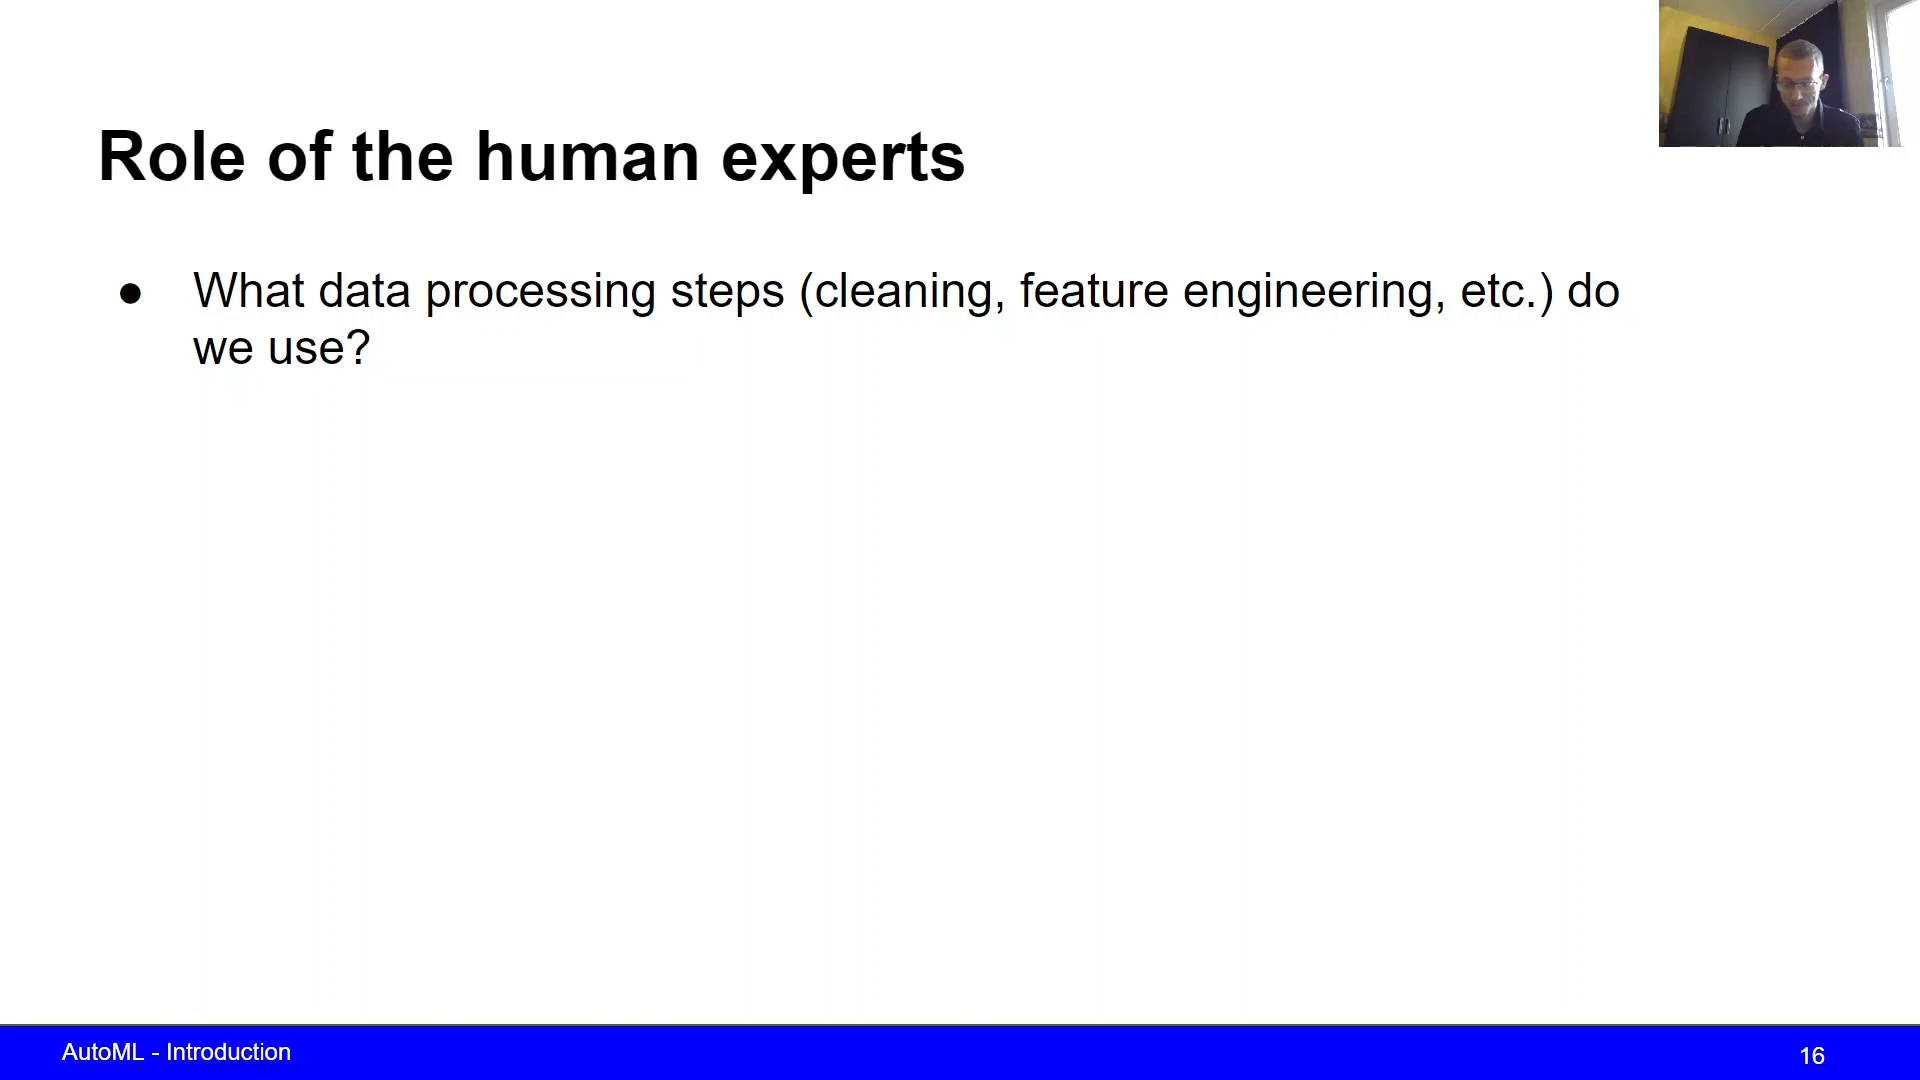 Role of the human experts
● What data processing steps (cleaning, feature engineering, etc.) do
we use?
AutoML - Introduction
16